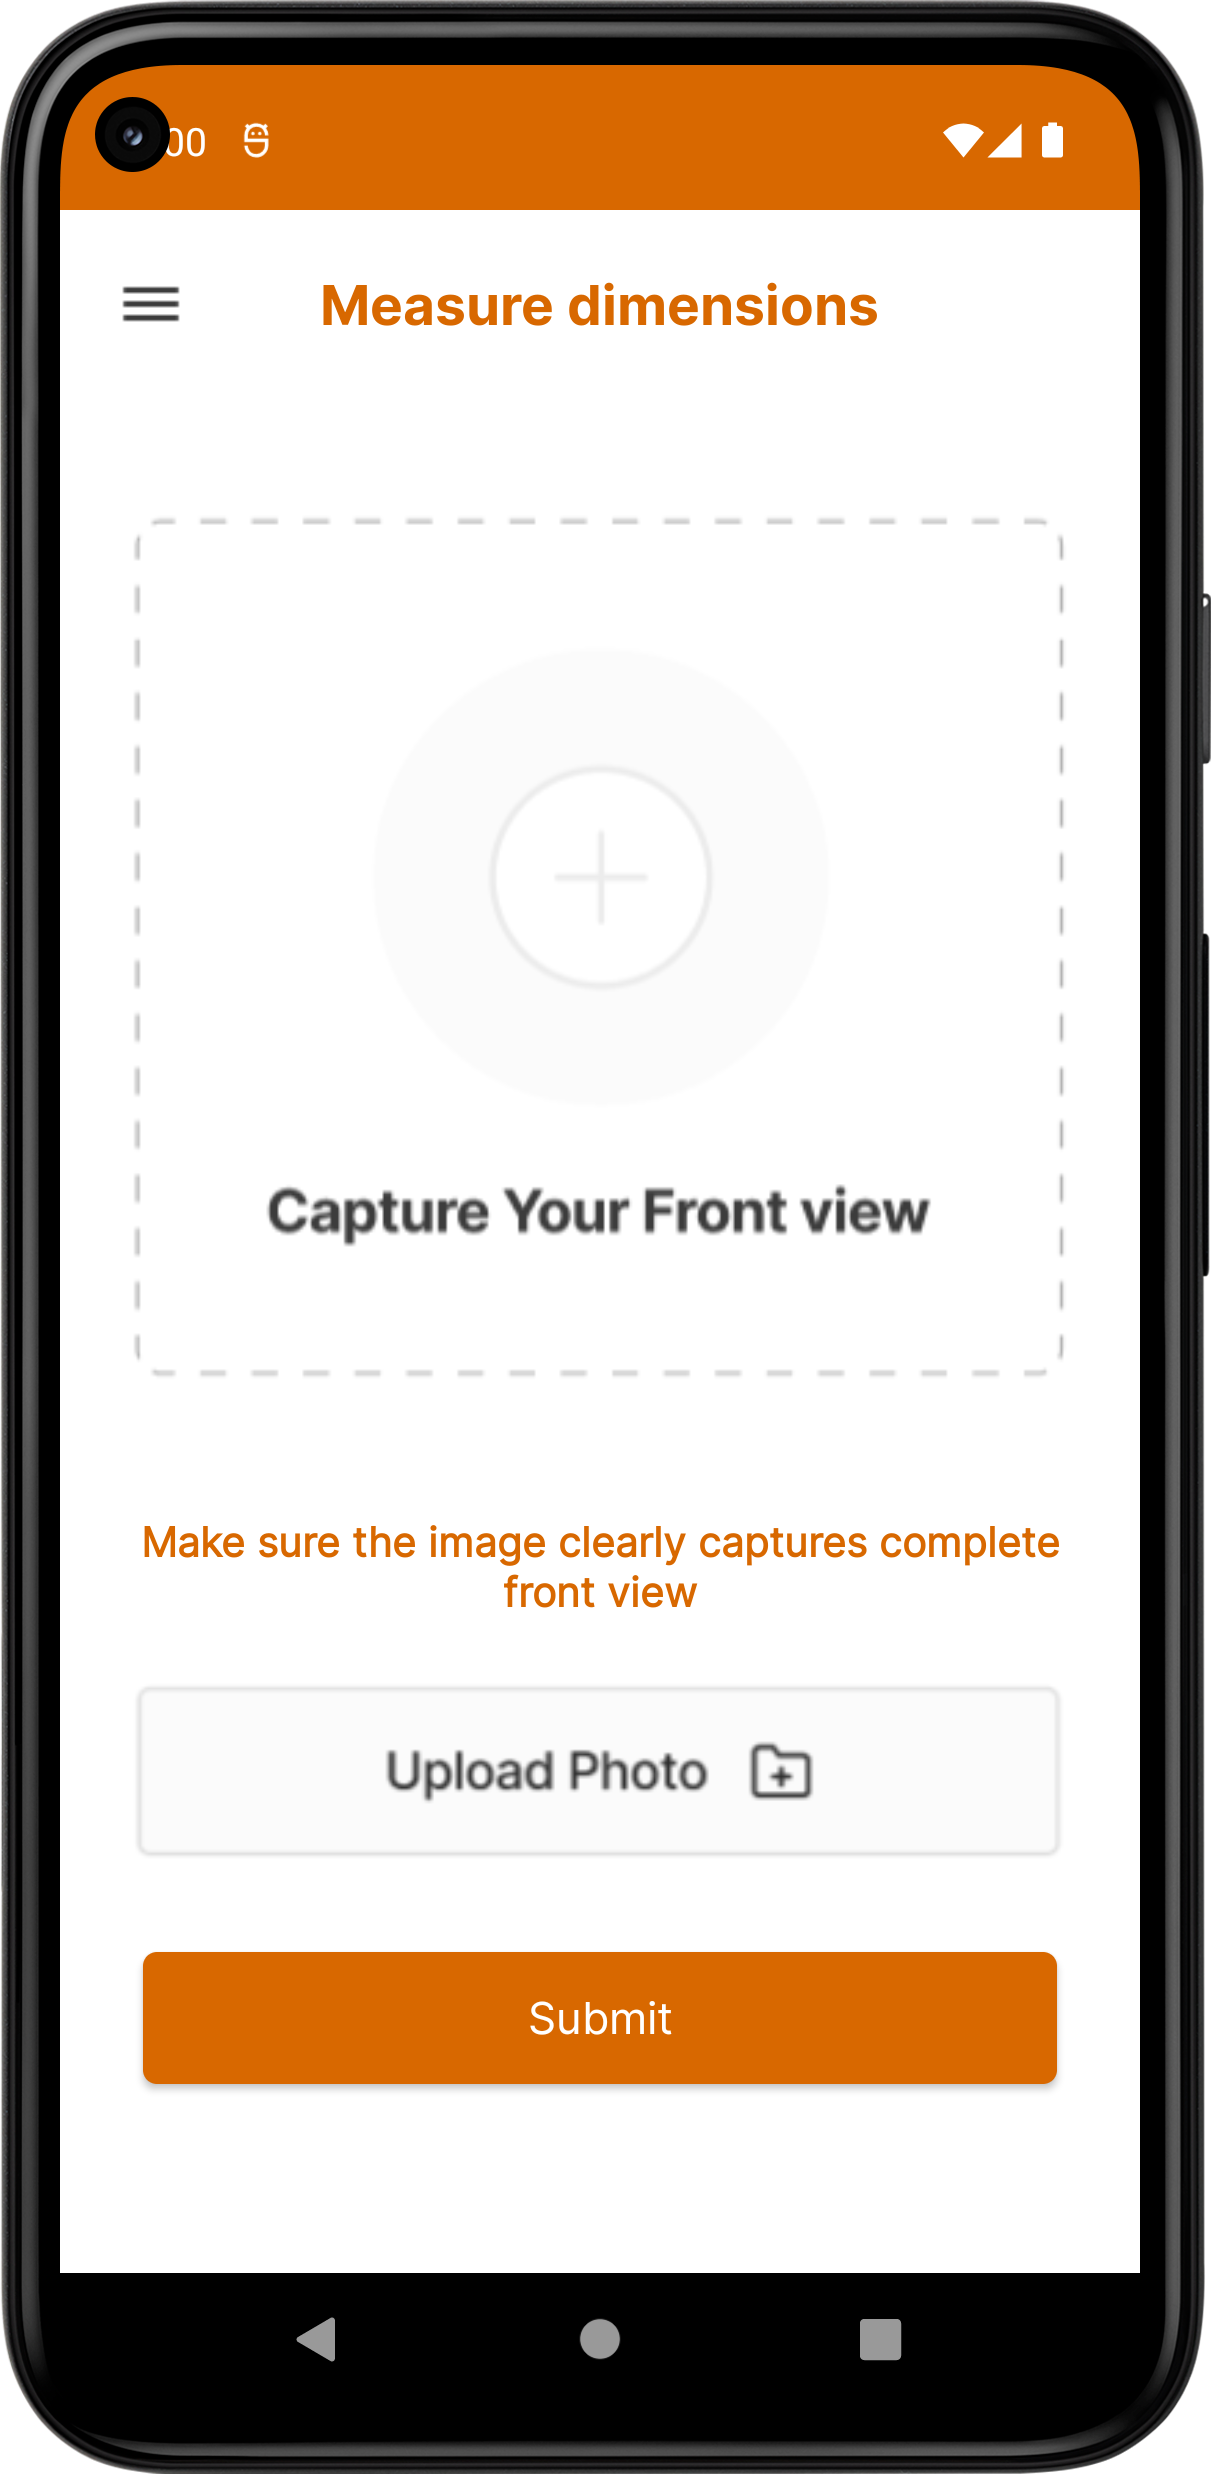 00
Measure dimensions
Capture Your Front view
Make sure the image clearly captures complete
front view
Upload Photo
Submit